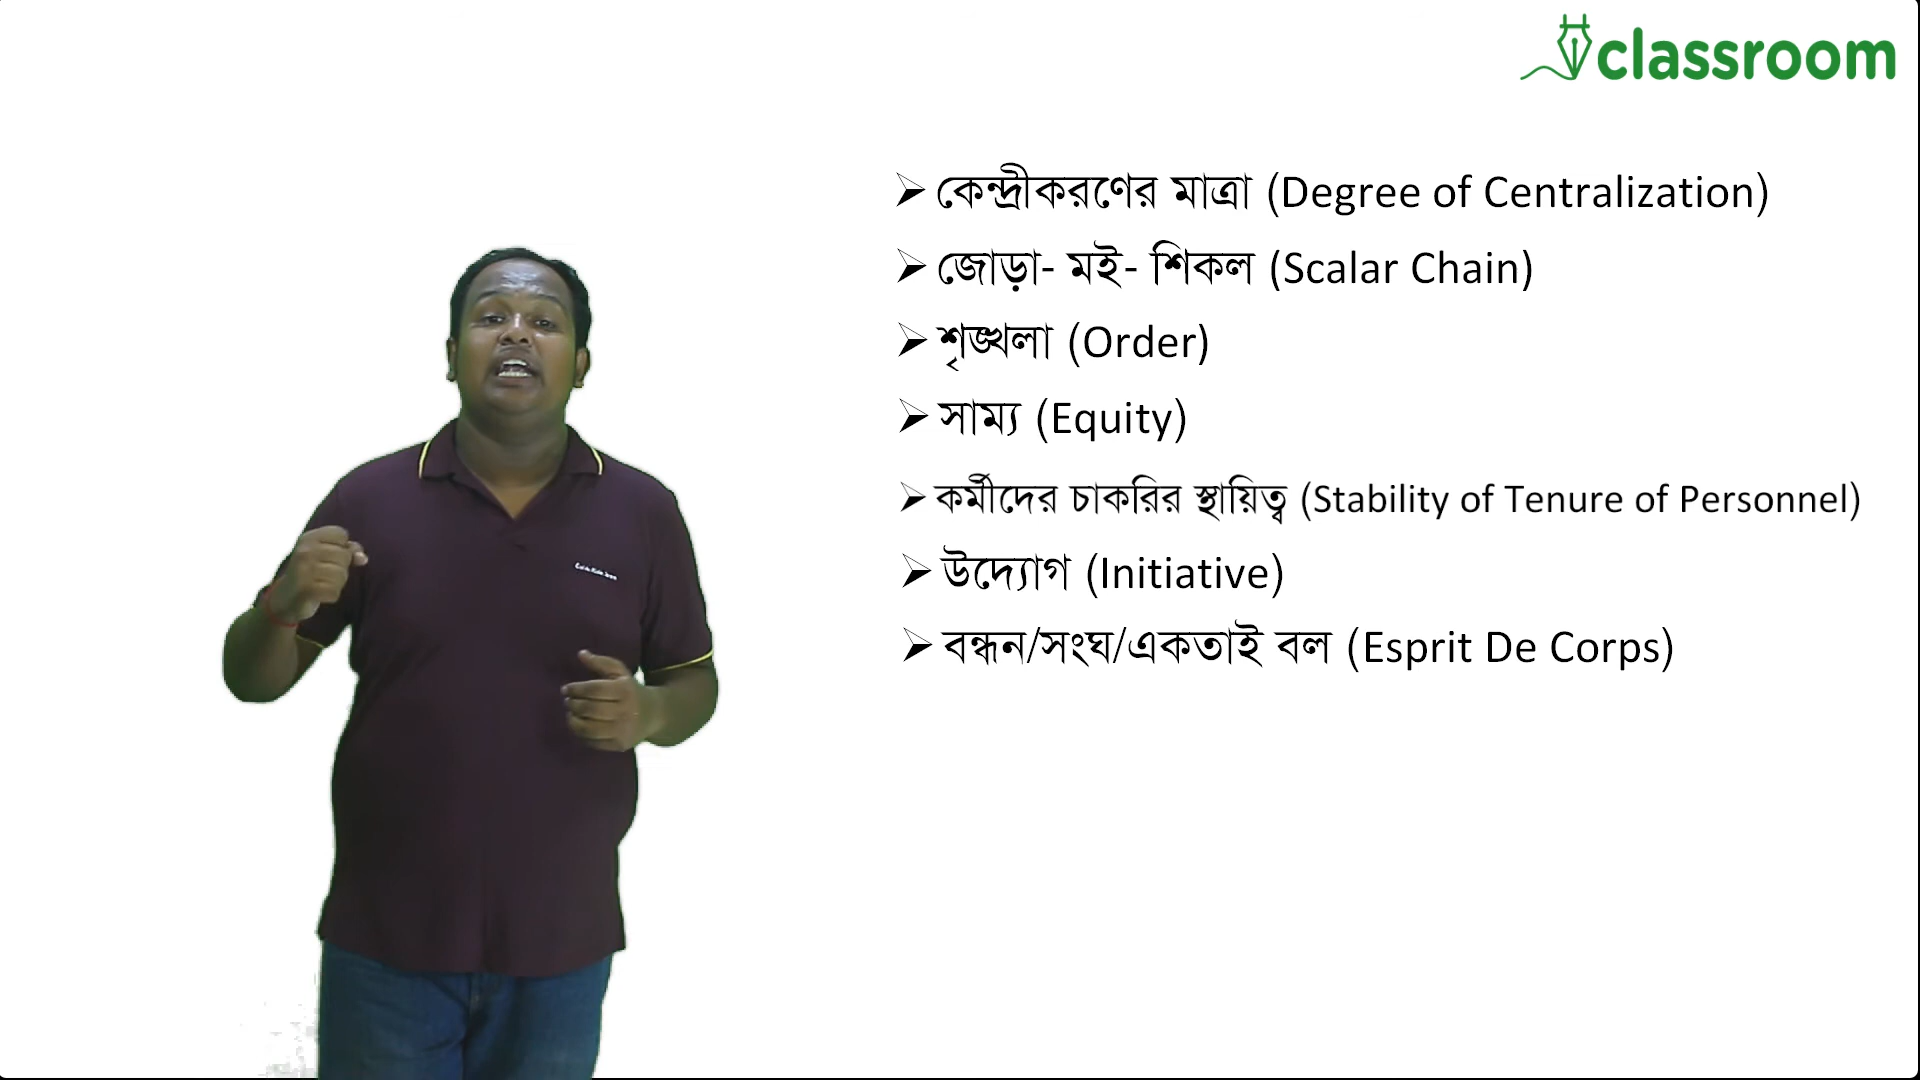 classroom
➢ কেন্দ্রীকরণের মাত্রা (Degree of Centralization)
➢ জোড়া- মই- শিকল (Scalar Chain)
➢ শৃঙ্খলা (Order)
➢ সাম্য (Equity)
➢ কর্মীদের চাকরির স্থায়িত্ব (Stability of Tenure of Personnel)
➢ উদ্যোগ (Initiative)
➢ বন্ধন/সংঘ/একতাই বল (Esprit De Corps)